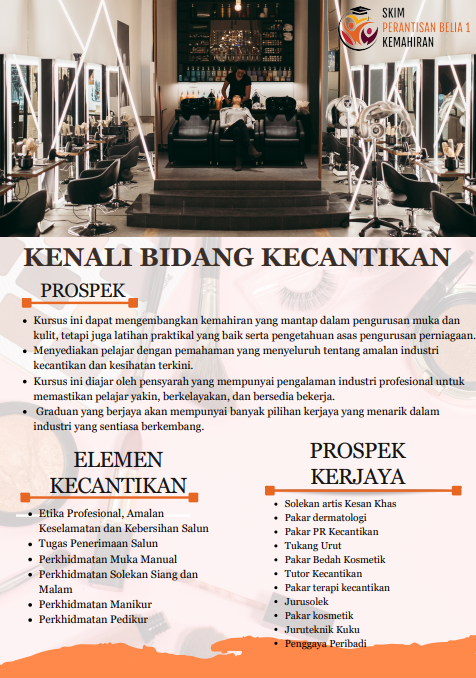 SKIM
PERANTISAN BELIA 1
KEMAHIRAN
KENALI BIDANG KECANTIKAN
PROSPEK
Kursus ini dapat mengembangkan kemahiran yang mantap dalam pengurusan muka dan
kulit, tetapi juga latihan praktikal yang baik serta pengetahuan asas pengurusan perniagaan.
Menyediakan pelajar dengan pemahaman yang menyeluruh tentang amalan industri
kecantikan dan kesihatan terkini.
Kursus ini diajar oleh pensyarah yang mempunyai pengalaman industri profesional untuk
memastikan pelajar yakin, berkelayakan, dan bersedia bekerja.
Graduan yang berjaya akan mempunyai banyak pilihan kerjaya yang menarik dalam
industri yang sentiasa berkembang.
ELEMEN
KECANTIKAN
Etika Profesional, Amalan
Keselamatan dan Kebersihan Salun
Tugas Penerimaan Salun
Perkhidmatan Muka Manual
Perkhidmatan Solekan Siang dan
Malam
Perkhidmatan Manikur
Perkhidmatan Pedikur
PROSPEK
KERJAYA
Solekan artis Kesan Khas
Pakar dermatologi
Pakar PR Kecantikan
Tukang Urut
Pakar Bedah Kosmetik
Tutor Kecantikan
Pakar terapi kecantikan
Jurusolek
Pakar kosmetik
Juruteknik Kuku
Penggaya Peribadi